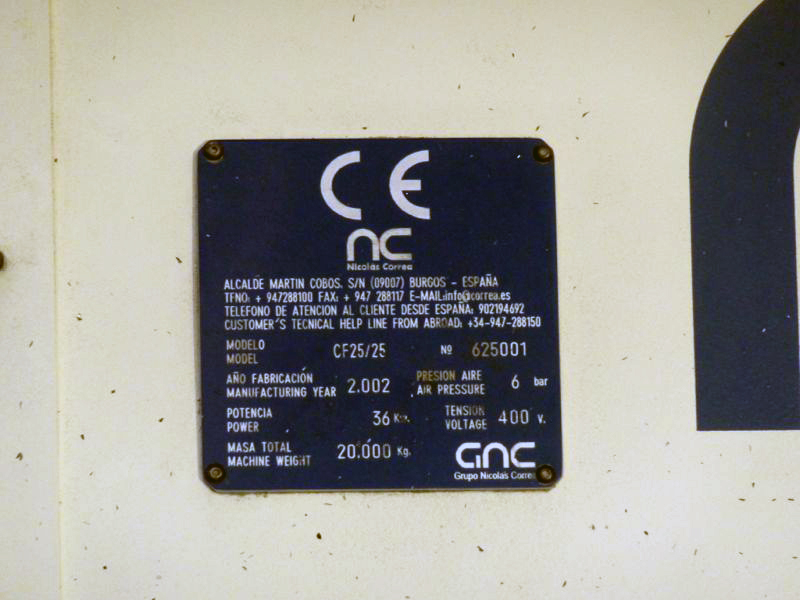 CE
nc
Nicolás Correa
ALCALDE MARTIN COBOS, S/N (09007) BURGOS - ESPAÑA
TFNO: + 947288100 FAX: + 947 288117 E-MAIL:info@correa.es
TELEFONO DE ATENCION AL CLIENTE DESDE ESPAÑA: 902194692
CUSTOMER'S TECNICAL HELP LINE FROM ABROAD: +34-947-288150
MODELO
MODEL CF25/25 Nº 625001
AÑO FABRICACIÓN
MANUFACTURING YEAR 2.002
PRESION AIRE
AIR PRESSURE 6 bar
POTENCIA
POWER 36 Kw.
TENSION
VOLTAGE 400 V.
MASA TOTAL
MACHINE WEIGHT 20.000 Kg.
GNC
Grupo Nicolás Corre